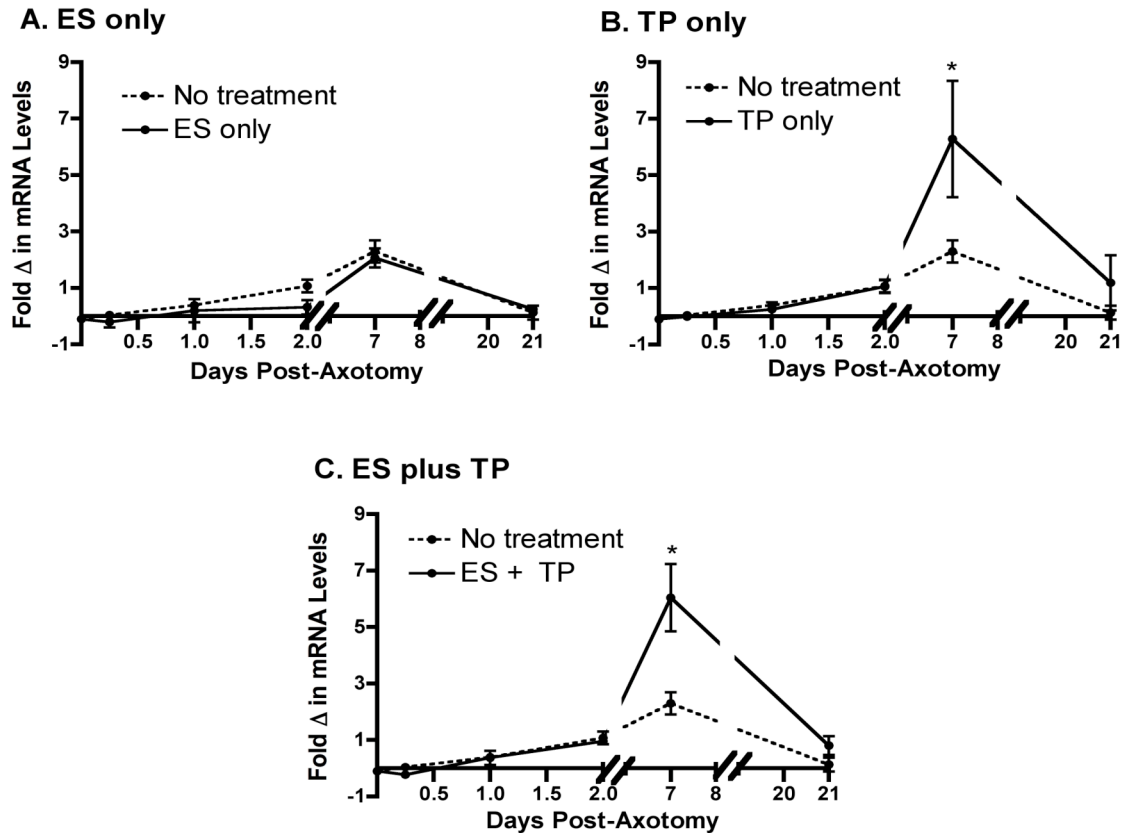 A. ES only
9
7
5
3
1
-1
Fold Δ in mRNA Levels
No treatment
ES only
0.5 1.0 1.5 2.0 7 8 20 21
Days Post-Axotomy
B. TP only
9
7
5
3
1
-1
Fold Δ in mRNA Levels
No treatment
TP only
*
0.5 1.0 1.5 2.0 7 8 20 21
Days Post-Axotomy
C. ES plus TP
9
7
5
3
1
-1
Fold Δ in mRNA Levels
No treatment
ES + TP
*
0.5 1.0 1.5 2.0 7 8 20 21
Days Post-Axotomy